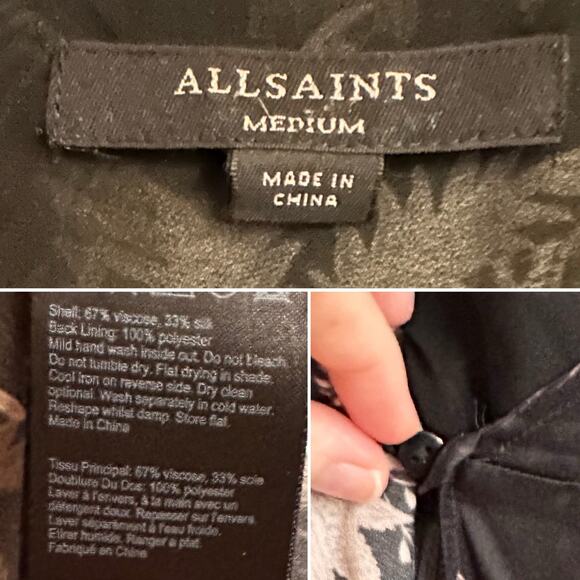 ALLSAINTS
MEDIUM
MADE IN
CHINA
Shell: 67% viscose, 33% silk
Back Lining: 100% polyester
Mild hand wash inside out. Do not bleach.
Do not tumble dry. Flat drying in shade.
Cool iron on reverse side. Dry clean
optional. Wash separately in cold water.
Reshape whilst damp. Store flat.
Made in China
Tissu Principal: 67% viscose, 33% soie
Doublure Du Dos: 100% polyester
Laver à l'envers, à la main avec un
détergent doux. Repasser sur l'envers.
Laver séparément à l'eau froide.
Etirer humide. Ranger a plat.
Fabriqué en Chine